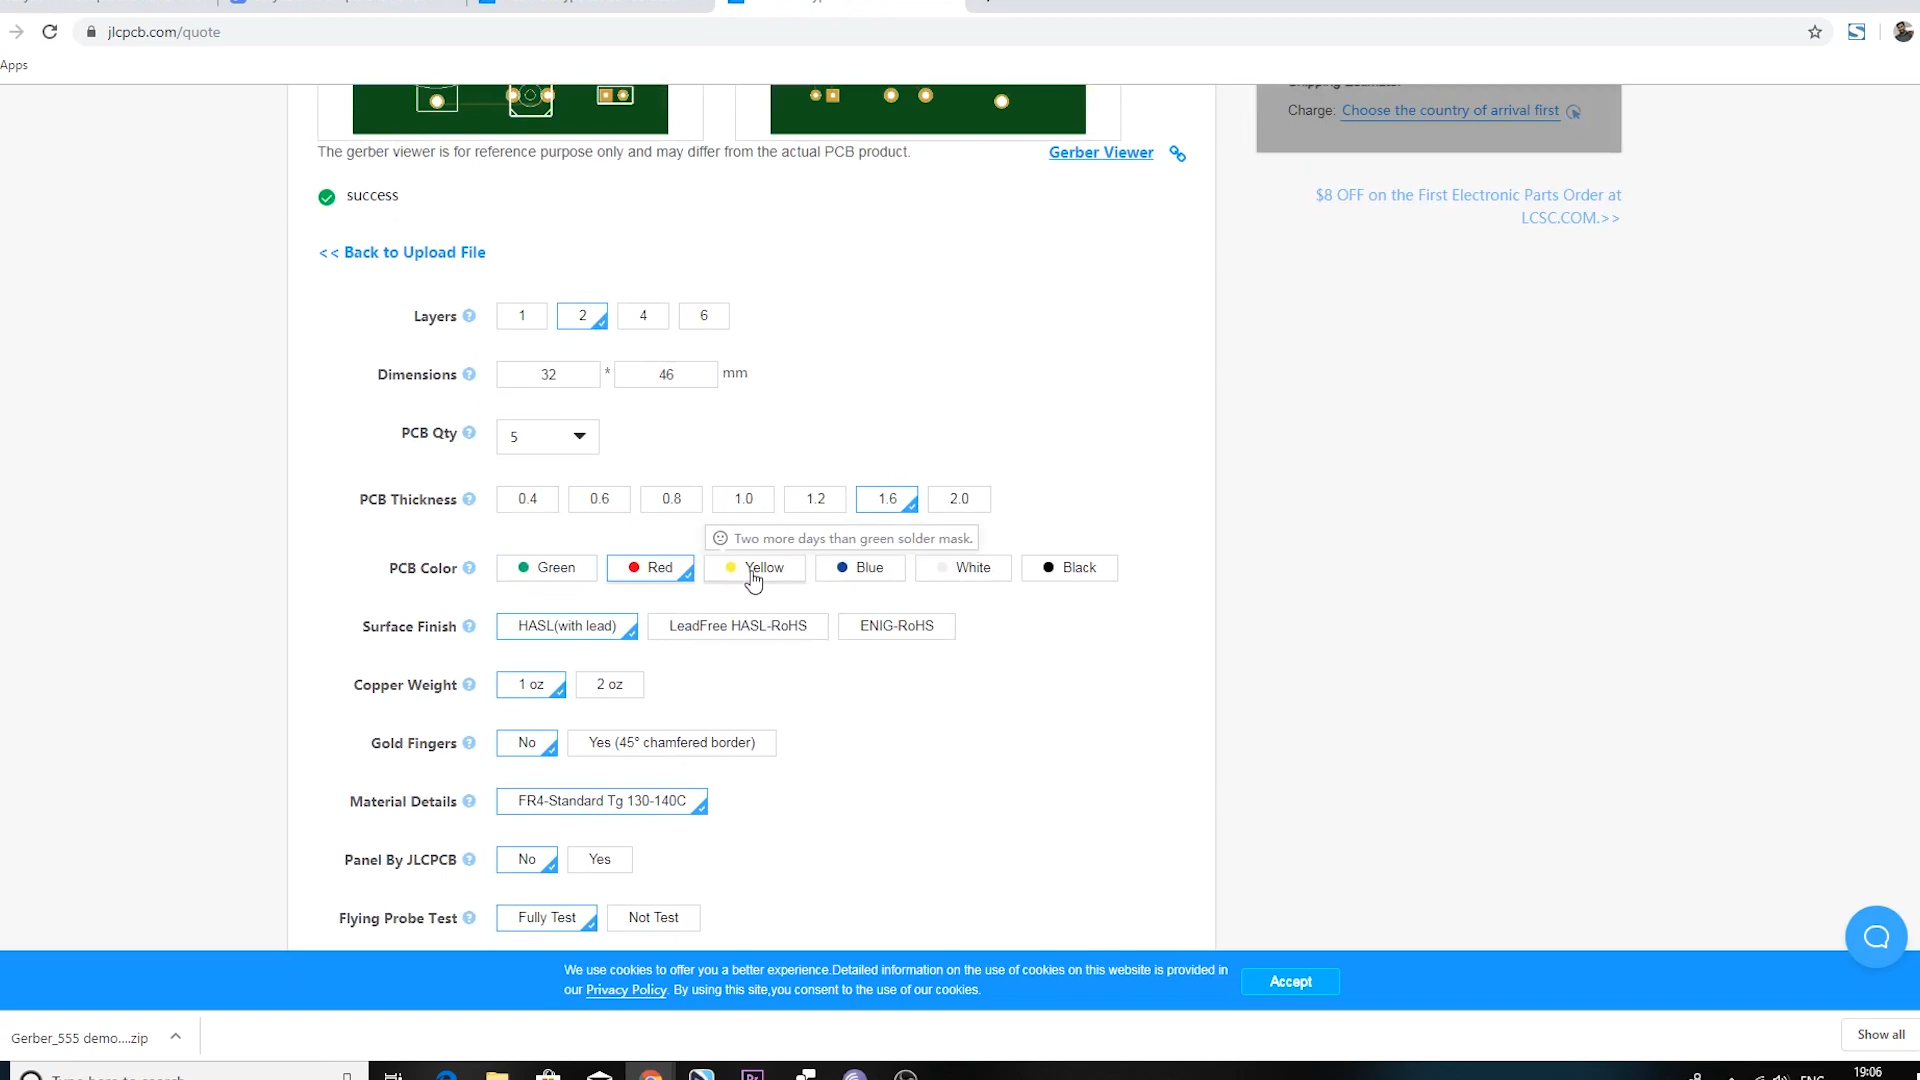 jlcpcb.com/quote
Apps
Charge: Choose the country of arrival first
The gerber viewer is for reference purpose only and may differ from the actual PCB product.
Gerber Viewer
success
$8 OFF on the First Electronic Parts Order at
LCSC.COM.>>
<< Back to Upload File
Layers ? 1 2 4 6
Dimensions ? 32 * 46 mm
PCB Qty ? 5
PCB Thickness ? 0.4 0.6 0.8 1.0 1.2 1.6 2.0
Two more days than green solder mask.
PCB Color ? Green Red Yellow Blue White Black
Surface Finish ? HASL(with lead) LeadFree HASL-RoHS ENIG-RoHS
Copper Weight ? 1 oz 2 oz
Gold Fingers ? No Yes (45° chamfered border)
Material Details ? FR4-Standard Tg 130-140C
Panel By JLCPCB ? No Yes
Flying Probe Test ? Fully Test Not Test
We use cookies to offer you a better experience.Detailed information on the use of cookies on this website is provided in
our Privacy Policy. By using this site,you consent to the use of our cookies.
Accept
Gerber_555 demo....zip
Show all
Type here to search
Pr
ENG
19:06